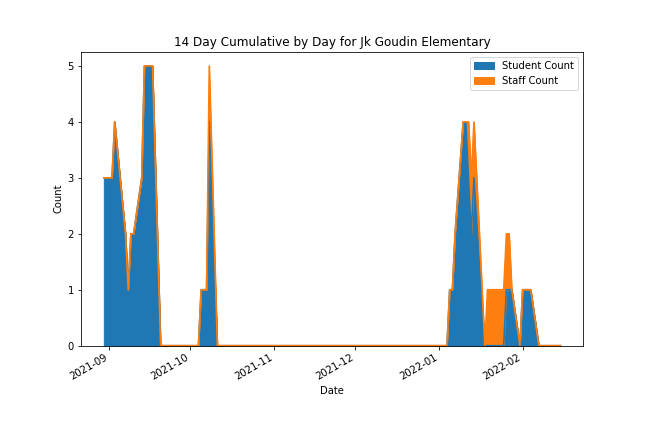 14 Day Cumulative by Day for Jk Goudin Elementary
Student Count
Staff Count
5
4
3
2
1
0
Count
2021-09
2021-10
2021-11
2021-12
2022-01
2022-02
Date